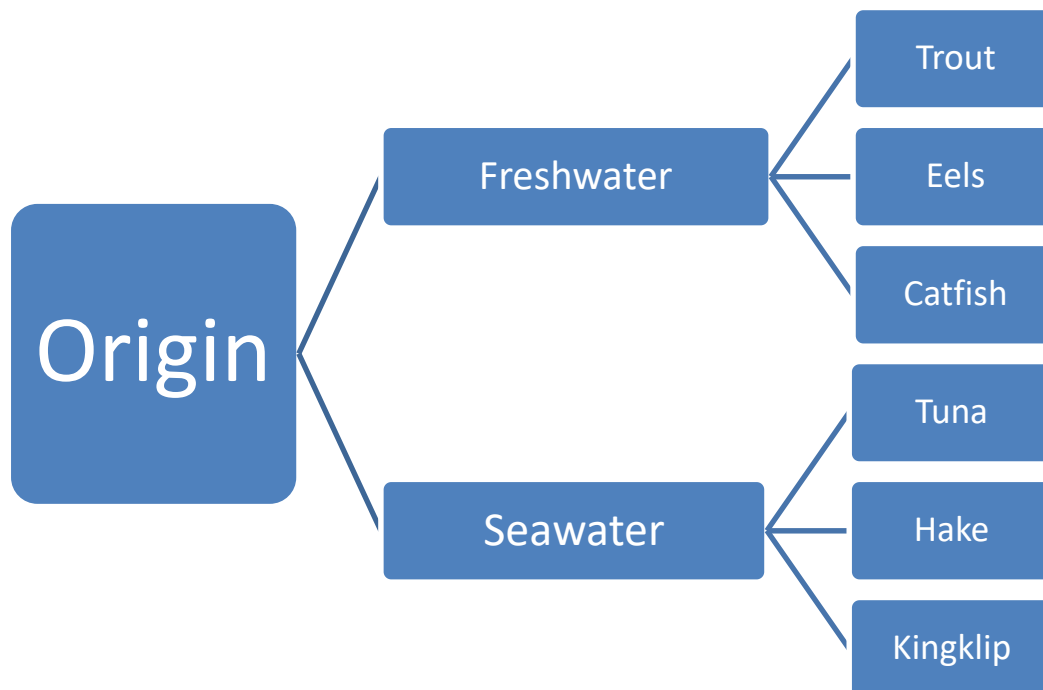 Origin
Freshwater
Trout
Eels
Catfish
Seawater
Tuna
Hake
Kingklip